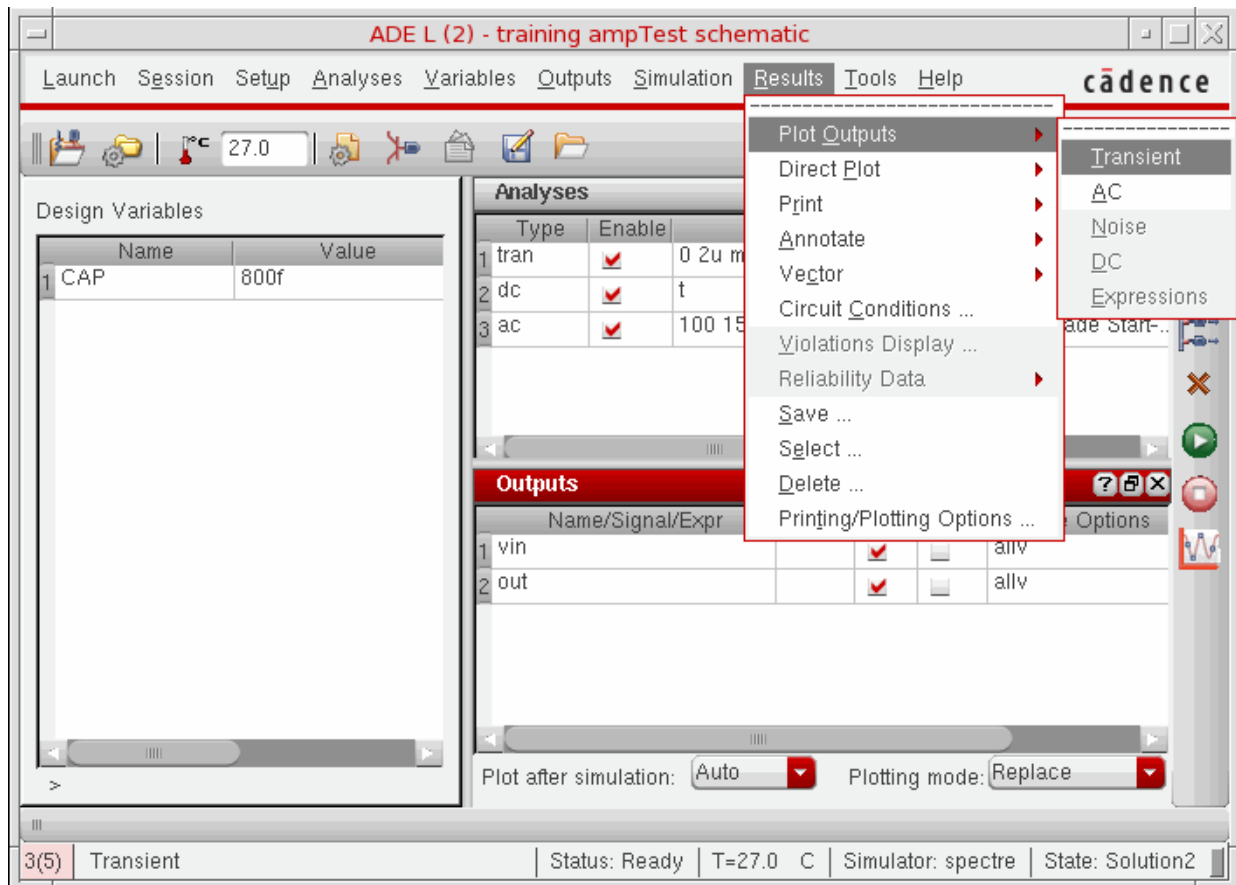 ADE L (2) - training ampTest schematic
Launch Session Setup Analyses Variables Outputs Simulation Results Tools Help cādence
°C 27.0
Plot Outputs
Direct Plot
Print
Annotate
Vector
Circuit Conditions ...
Violations Display ...
Reliability Data
Save ...
Select ...
Delete ...
Printing/Plotting Options ...
Transient
AC
Noise
DC
Expressions
Design Variables
Name Value
1 CAP 800f
Analyses
Type Enable
1 tran 0 2u m
2 dc t
3 ac 100 15 ade Start-..
Outputs
Name/Signal/Expr Options
1 vin allv
2 out allv
>
Plot after simulation: Auto Plotting mode: Replace
3(5) Transient Status: Ready T=27.0 C Simulator: spectre State: Solution2